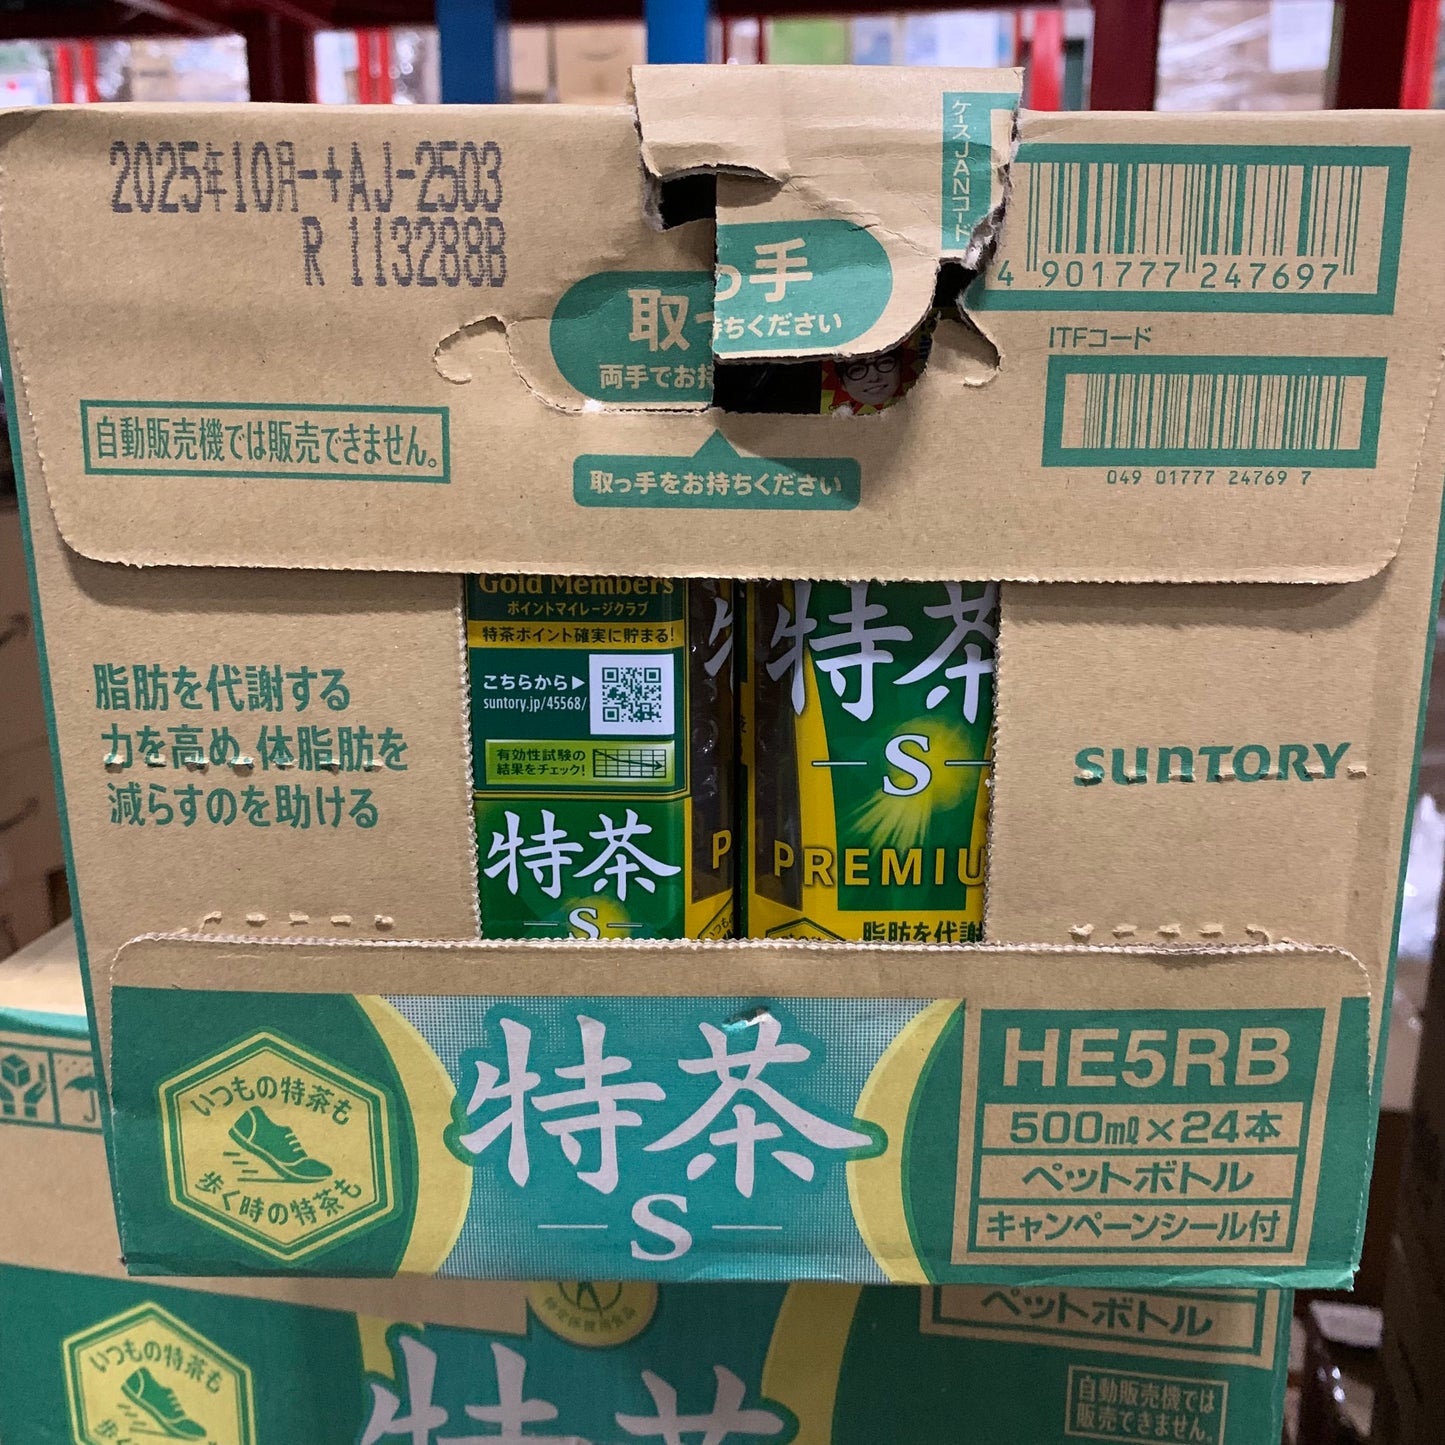 2025年10月-+AJ-2503
R 113288B
ケースJANコード
4 901777 247697
ITFコード
049 01777 24769 7
取っ手
両手でお持ちください
自動販売機では販売できません。
取っ手をお持ちください
脂肪を代謝する
力を高め、体脂肪を
減らすのを助ける
SUNTORY
Gold Members
ポイントマイレージクラブ
特茶ポイント確実に貯まる!
こちらから▶
suntory.jp/45568/
有効性試験の
結果をチェック!
特茶
S
P
特茶
S
PREMIU
脂肪を代謝
いつもの特茶も
歩く時の特茶も
特茶
S
HE5RB
500ml×24本
ペットボトル
キャンペーンシール付
いつもの特茶も
特茶
ペットボトル
自動販売機では
販売できません。